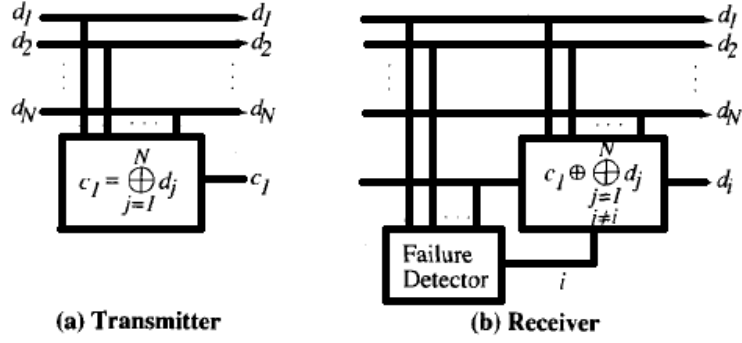 d1 d1 d1
d2 d2 d2
dN dN dN
c1 = ⊕ dj N j=1 c1
c1 ⊕ ⊕ dj N j=1 j≠i di
Failure
Detector
i
(a) Transmitter
(b) Receiver